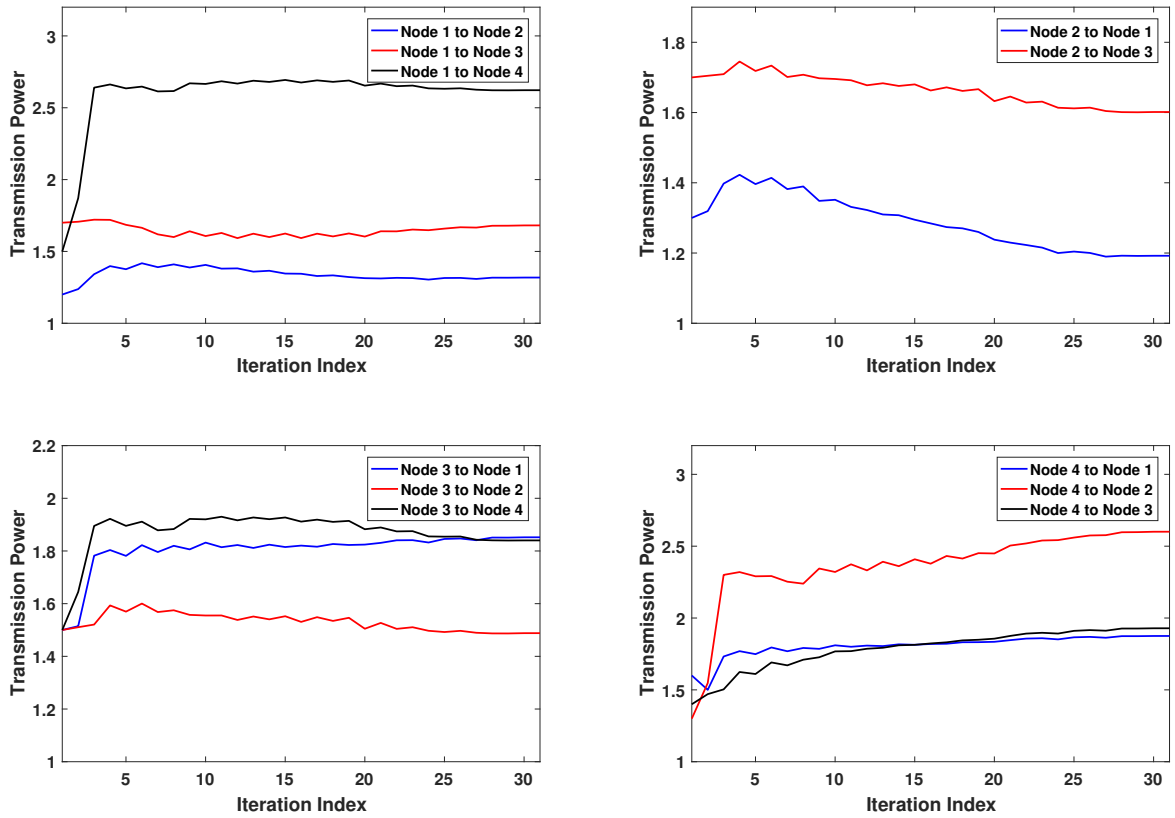 3
2.5
2
1.5
1
5
10
15
20
25
30
Transmission Power
Iteration Index
Node 1 to Node 2
Node 1 to Node 3
Node 1 to Node 4
1.8
1.6
1.4
1.2
1
5
10
15
20
25
30
Transmission Power
Iteration Index
Node 2 to Node 1
Node 2 to Node 3
2.2
2
1.8
1.6
1.4
1.2
1
5
10
15
20
25
30
Transmission Power
Iteration Index
Node 3 to Node 1
Node 3 to Node 2
Node 3 to Node 4
3
2.5
2
1.5
1
5
10
15
20
25
30
Transmission Power
Iteration Index
Node 4 to Node 1
Node 4 to Node 2
Node 4 to Node 3